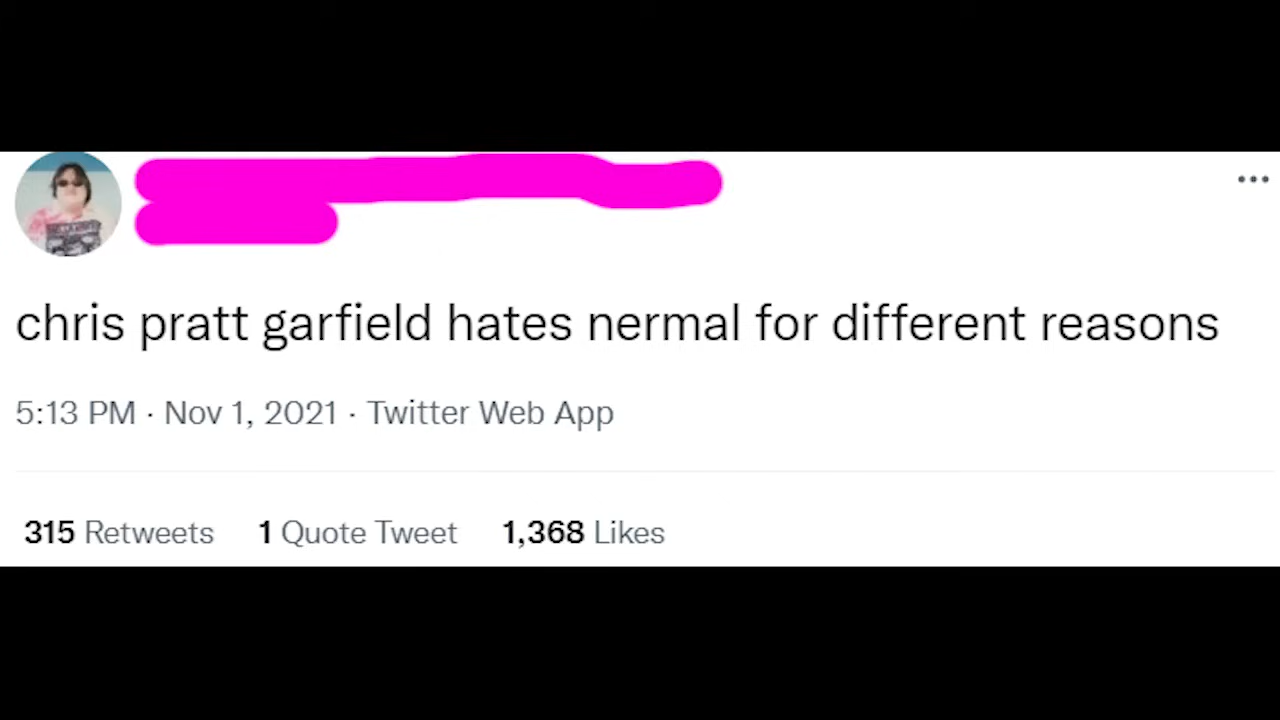 chris pratt garfield hates nermal for different reasons
5:13 PM · Nov 1, 2021 · Twitter Web App
315 Retweets 1 Quote Tweet 1,368 Likes